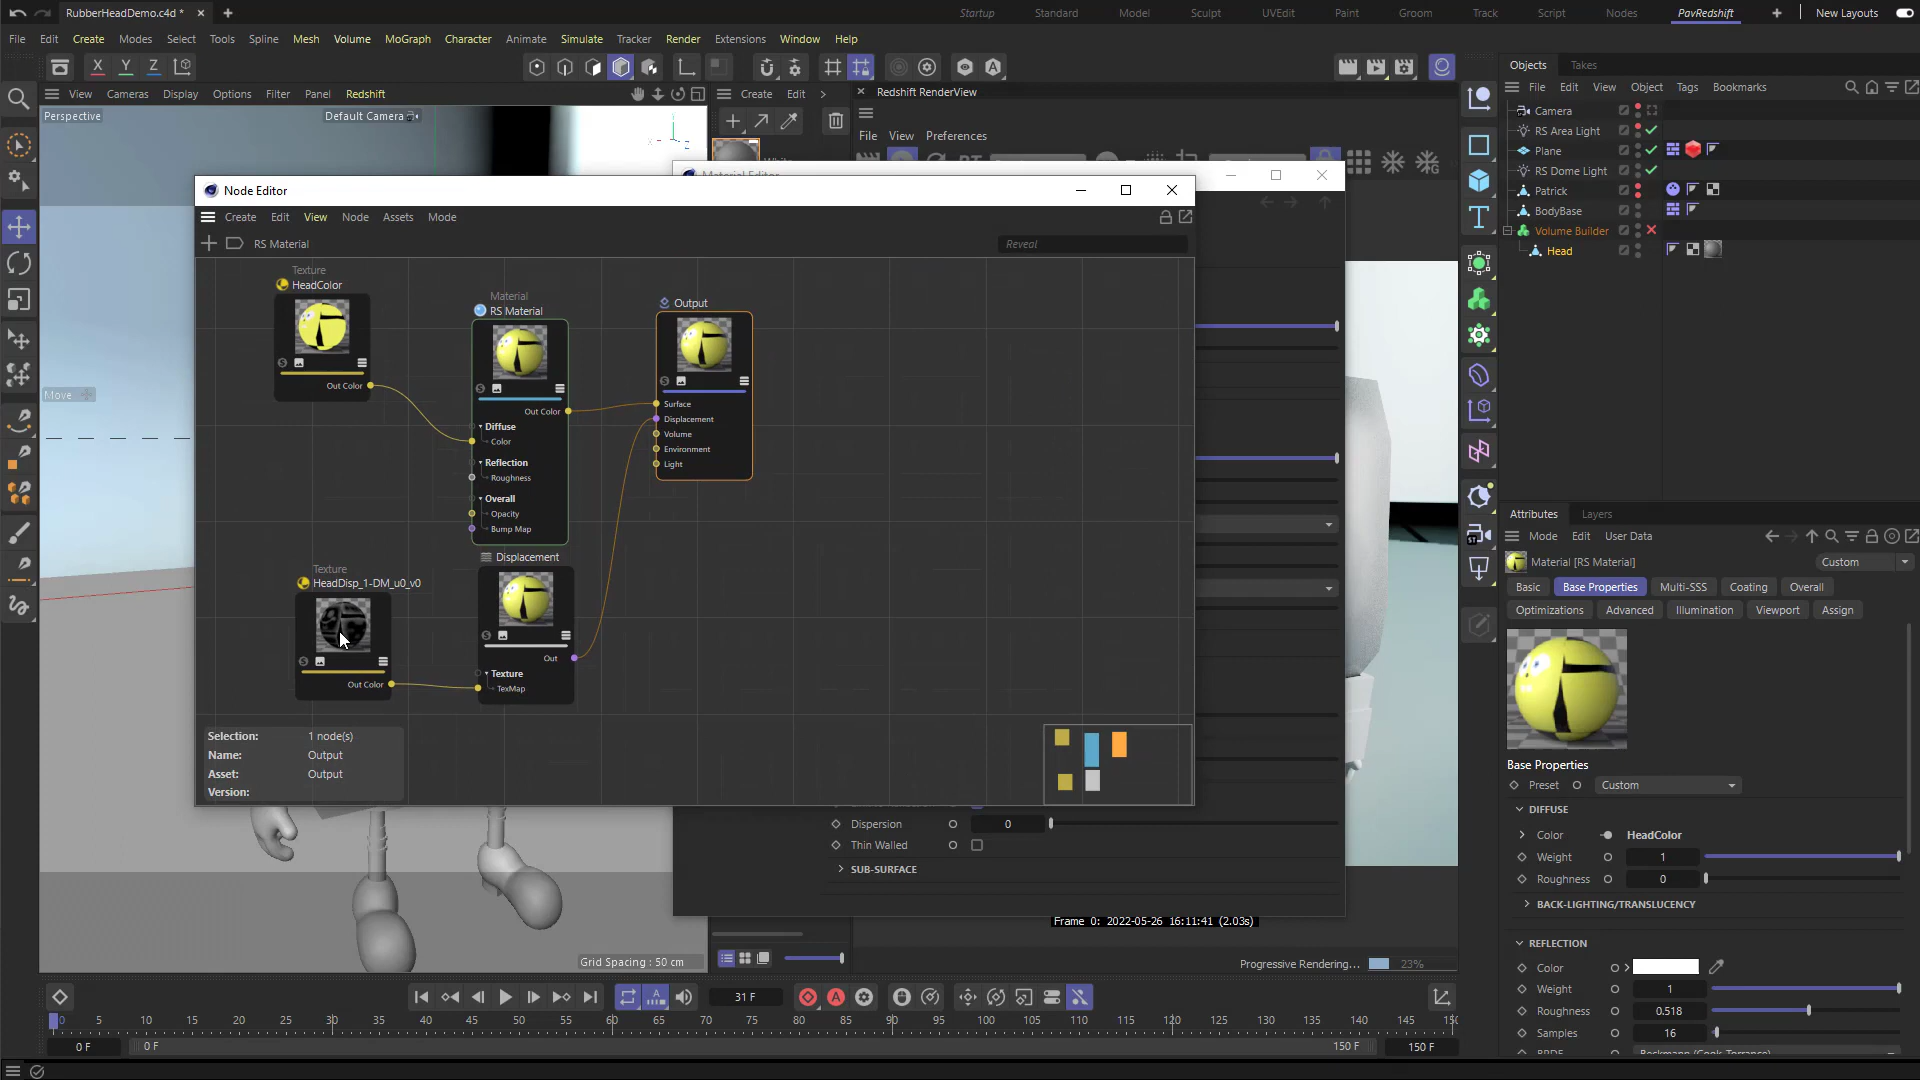 RubberHeadDemo.c4d *
Startup
Standard
Model
Sculpt
UVEdit
Paint
Groom
Track
Script
Nodes
PavRedshift
New Layouts
File Edit Create Modes Select Tools Spline Mesh Volume MoGraph Character Animate Simulate Tracker Render Extensions Window Help
X Y Z
View Cameras Display Options Filter Panel Redshift
Create Edit
Redshift RenderView
File View Preferences
Perspective
Default Camera
Move
Grid Spacing : 50 cm
Node Editor
Create Edit View Node Assets Mode
RS Material
Reveal
Texture
HeadColor
Out Color
Material
RS Material
Out Color
Diffuse
Color
Reflection
Roughness
Overall
Opacity
Bump Map
Output
Surface
Displacement
Volume
Environment
Light
Texture
HeadDisp_1-DM_u0_v0
Out Color
Displacement
Out
Texture
TexMap
Selection: 1 node(s)
Name: Output
Asset: Output
Version:
Dispersion 0
Thin Walled
SUB-SURFACE
Frame 0: 2022-05-26 16:11:41 (2.03s)
Progressive Rendering... 23%
Objects Takes
File Edit View Object Tags Bookmarks
Camera
RS Area Light
Plane
RS Dome Light
Patrick
BodyBase
Volume Builder
Head
Attributes Layers
Mode Edit User Data
Material [RS Material]
Custom
Basic Base Properties Multi-SSS Coating Overall
Optimizations Advanced Illumination Viewport Assign
Base Properties
Preset Custom
DIFFUSE
Color HeadColor
Weight 1
Roughness 0
BACK-LIGHTING/TRANSLUCENCY
REFLECTION
Color
Weight 1
Roughness 0.518
Samples 16
31 F
0 5 10 15 20 25 30 35 40 45 50 55 60 65 70 75 80 85 90 95 100 105 110 115 120 125 130 135 140 145
0 F 0 F 150 F 150 F